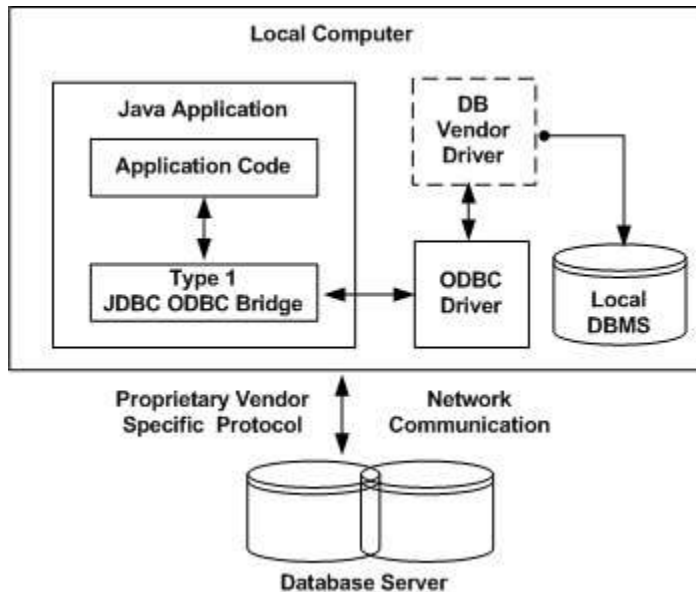 Local Computer
Java Application
Application Code
Type 1
JDBC ODBC Bridge
DB
Vendor
Driver
ODBC
Driver
Local
DBMS
Proprietary Vendor
Specific Protocol
Network
Communication
Database Server